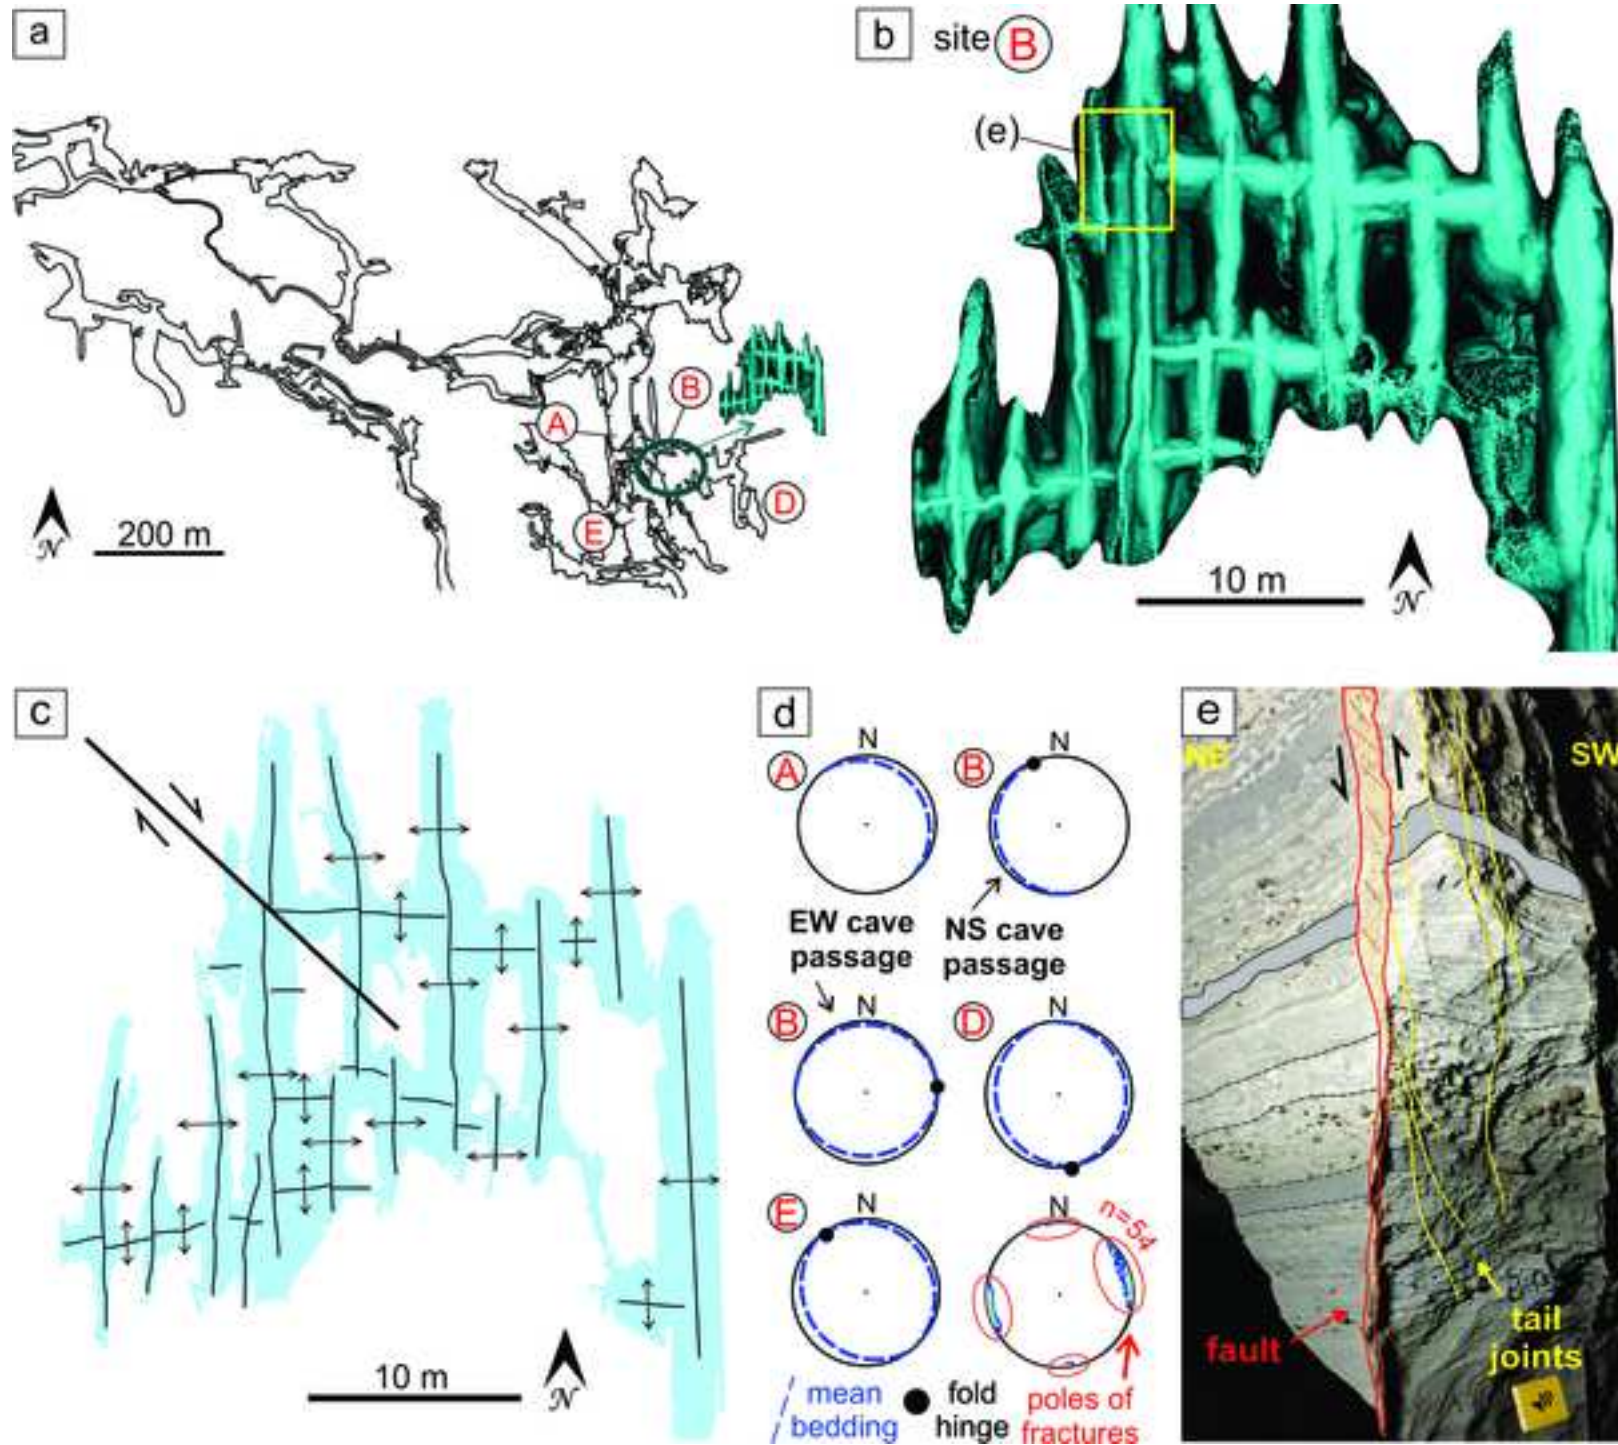 a
A
B
D
E
200 m
N
b
site B
(e)
10 m
N
c
10 m
N
d
N
A
N
B
EW cave
passage
NS cave
passage
N
B
N
D
N
E
N
n=54
mean
bedding
fold
hinge
poles of
fractures
e
NE
SW
fault
tail
joints